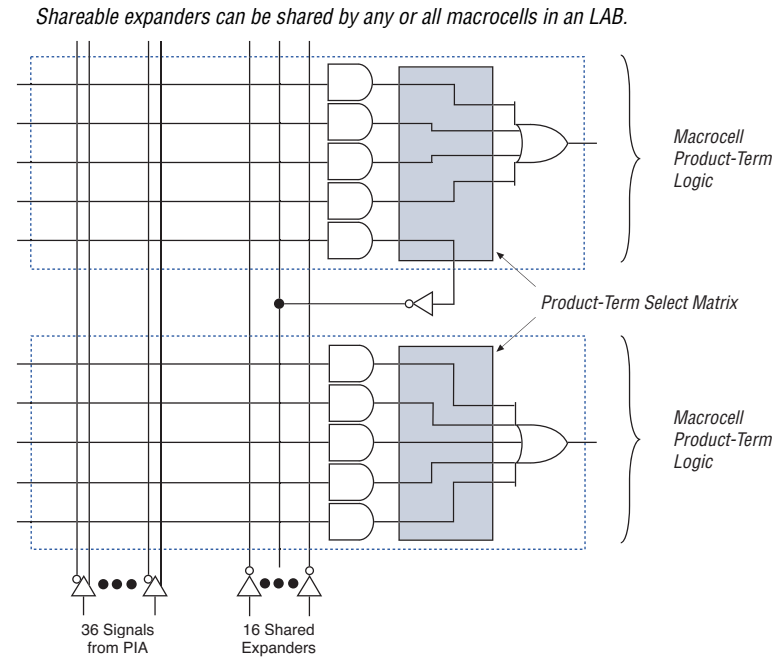 Shareable expanders can be shared by any or all macrocells in an LAB.
Macrocell
Product-Term
Logic
Product-Term Select Matrix
Macrocell
Product-Term
Logic
36 Signals
from PIA
16 Shared
Expanders